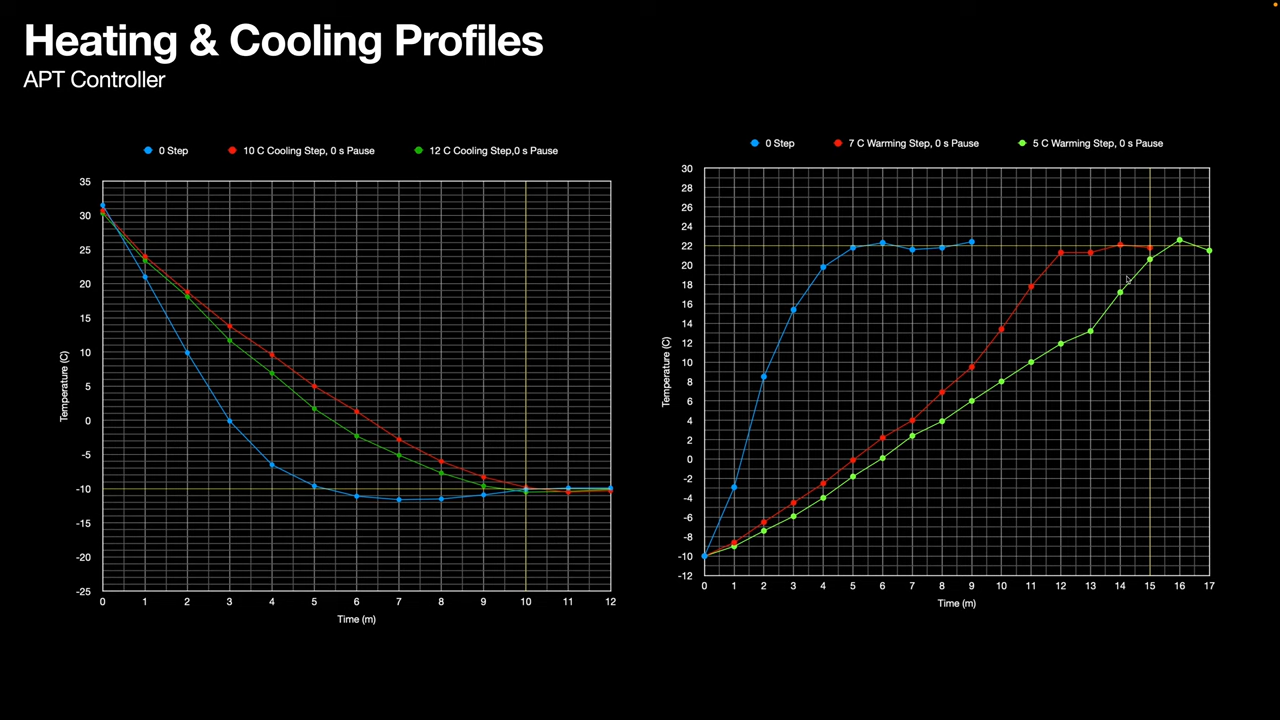 Heating & Cooling Profiles
APT Controller
0 Step
10 C Cooling Step, 0 s Pause
12 C Cooling Step,0 s Pause
35
30
25
20
15
10
5
0
-5
-10
-15
-20
-25
Temperature (C)
0 1 2 3 4 5 6 7 8 9 10 11 12
Time (m)
0 Step
7 C Warming Step, 0 s Pause
5 C Warming Step, 0 s Pause
30
28
26
24
22
20
18
16
14
12
10
8
6
4
2
0
-2
-4
-6
-8
-10
-12
Temperature (C)
0 1 2 3 4 5 6 7 8 9 10 11 12 13 14 15 16 17
Time (m)